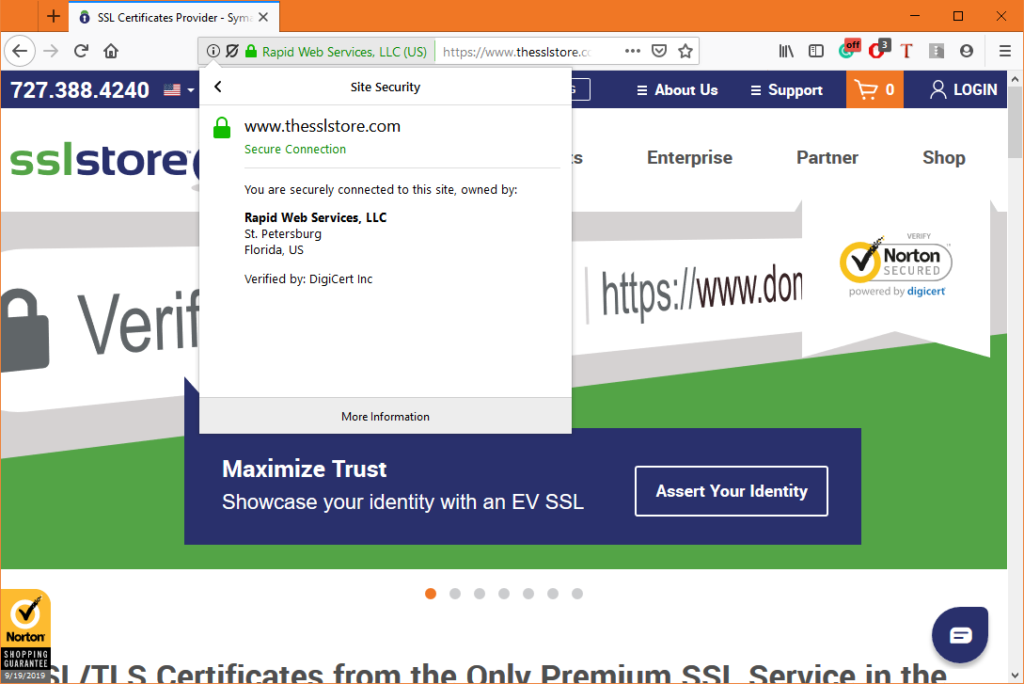 SSL Certificates Provider - Syma
Rapid Web Services, LLC (US)
https://www.thesslstore.co
off
3
T
727.388.4240
About Us
Support
0
LOGIN
Site Security
www.thesslstore.com
Secure Connection
You are securely connected to this site, owned by:
Rapid Web Services, LLC
St. Petersburg
Florida, US
Verified by: DigiCert Inc
More Information
sslstore
ts
Enterprise
Partner
Shop
VERIFY
Norton
SECURED
powered by digicert
Verif
https://www.don
Maximize Trust
Showcase your identity with an EV SSL
Assert Your Identity
Norton
SHOPPING
GUARANTEE
9/19/2019
SL/TLS Certificates from the Only Premium SSL Service in the